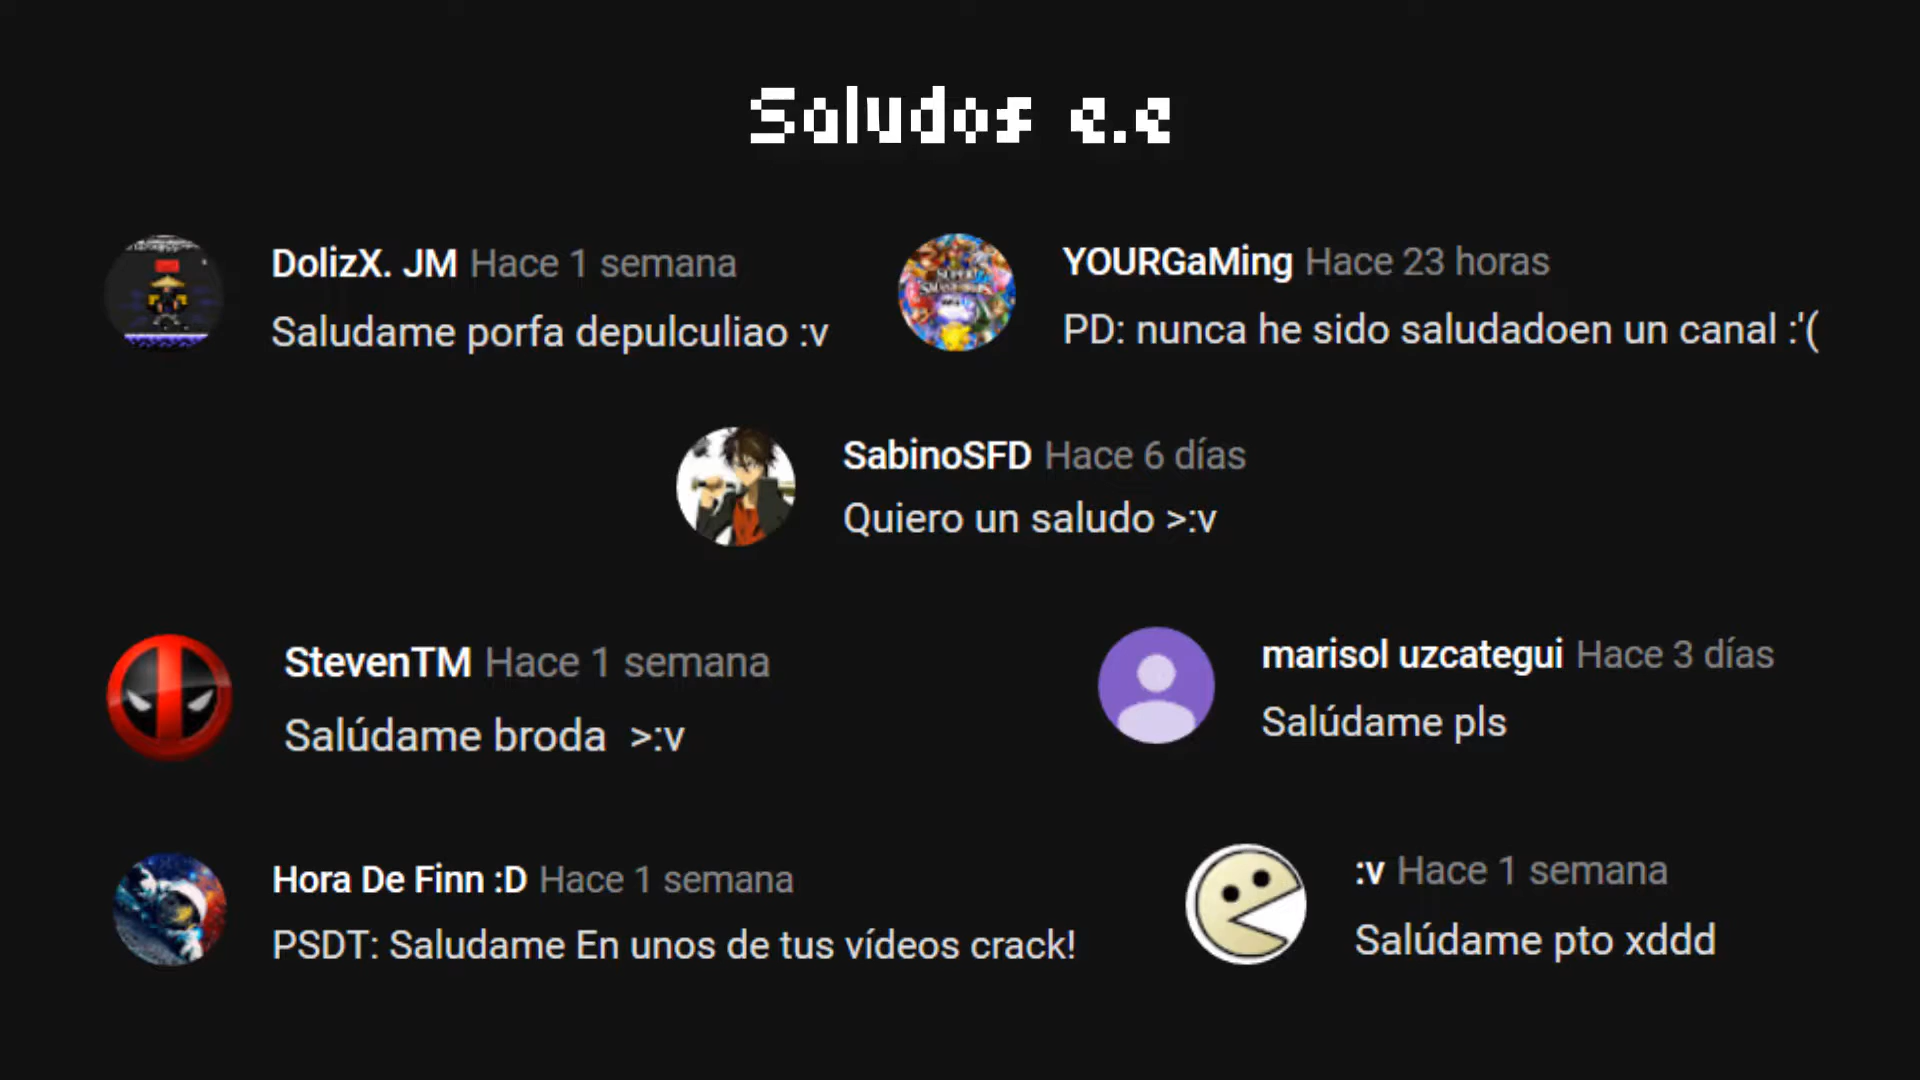 Saludos e.e
DolizX. JM Hace 1 semana
Saludame porfa depulculiao :v
YOURGaMing Hace 23 horas
PD: nunca he sido saludadoen un canal :'(
SabinoSFD Hace 6 días
Quiero un saludo >:v
StevenTM Hace 1 semana
Salúdame broda >:v
marisol uzcategui Hace 3 días
Salúdame pls
Hora De Finn :D Hace 1 semana
PSDT: Saludame En unos de tus vídeos crack!
:v Hace 1 semana
Salúdame pto xddd